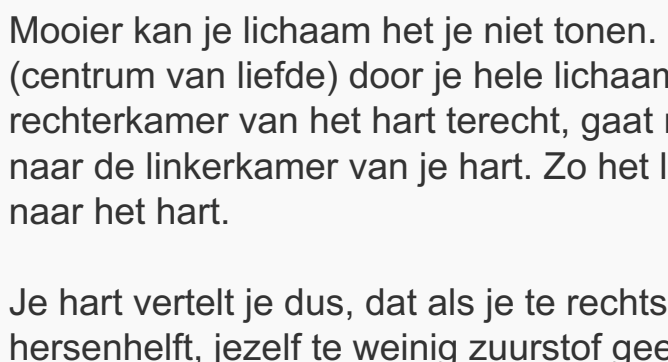 Mooier kan je lichaam het je niet tonen.
(centrum van liefde) door je hele lichaam
rechterkamer van het hart terecht, gaat
naar de linkerkamer van je hart. Zo het
naar het hart.
Je hart vertelt je dus, dat als je te rechts
hersenhelft, jezelf te weinig zuurstof